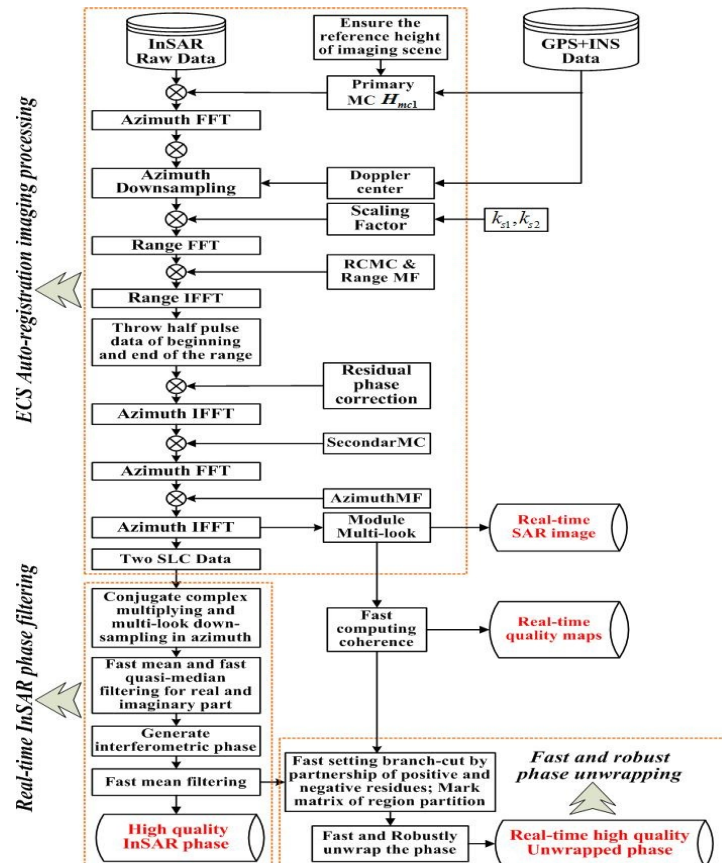 InSAR
Raw Data
Ensure the
reference height
of imaging scene
GPS+INS
Data
Primary
MC H_mc1
Azimuth FFT
Azimuth
Downsampling
Doppler
center
Scaling
Factor
k_s1, k_s2
Range FFT
RCMC &
Range MF
Range IFFT
Throw half pulse
data of beginning
and end of the range
Residual
phase
correction
Azimuth IFFT
SecondarMC
Azimuth FFT
AzimuthMF
Azimuth IFFT
Module
Multi-look
Real-time
SAR image
Two SLC Data
ECS Auto-registration imaging processing
Conjugate complex
multiplying and
multi-look down-
sampling in azimuth
Fast
computing
coherence
Real-time
quality maps
Fast mean and fast
quasi-median
filtering for real and
imaginary part
Generate
interferometric phase
Fast mean filtering
High quality
InSAR phase
Real-time InSAR phase filtering
Fast setting branch-cut by
partnership of positive and
negative residues; Mark
matrix of region partition
Fast and robust
phase unwrapping
Fast and Robustly
unwrap the phase
Real-time high quality
Unwrapped phase